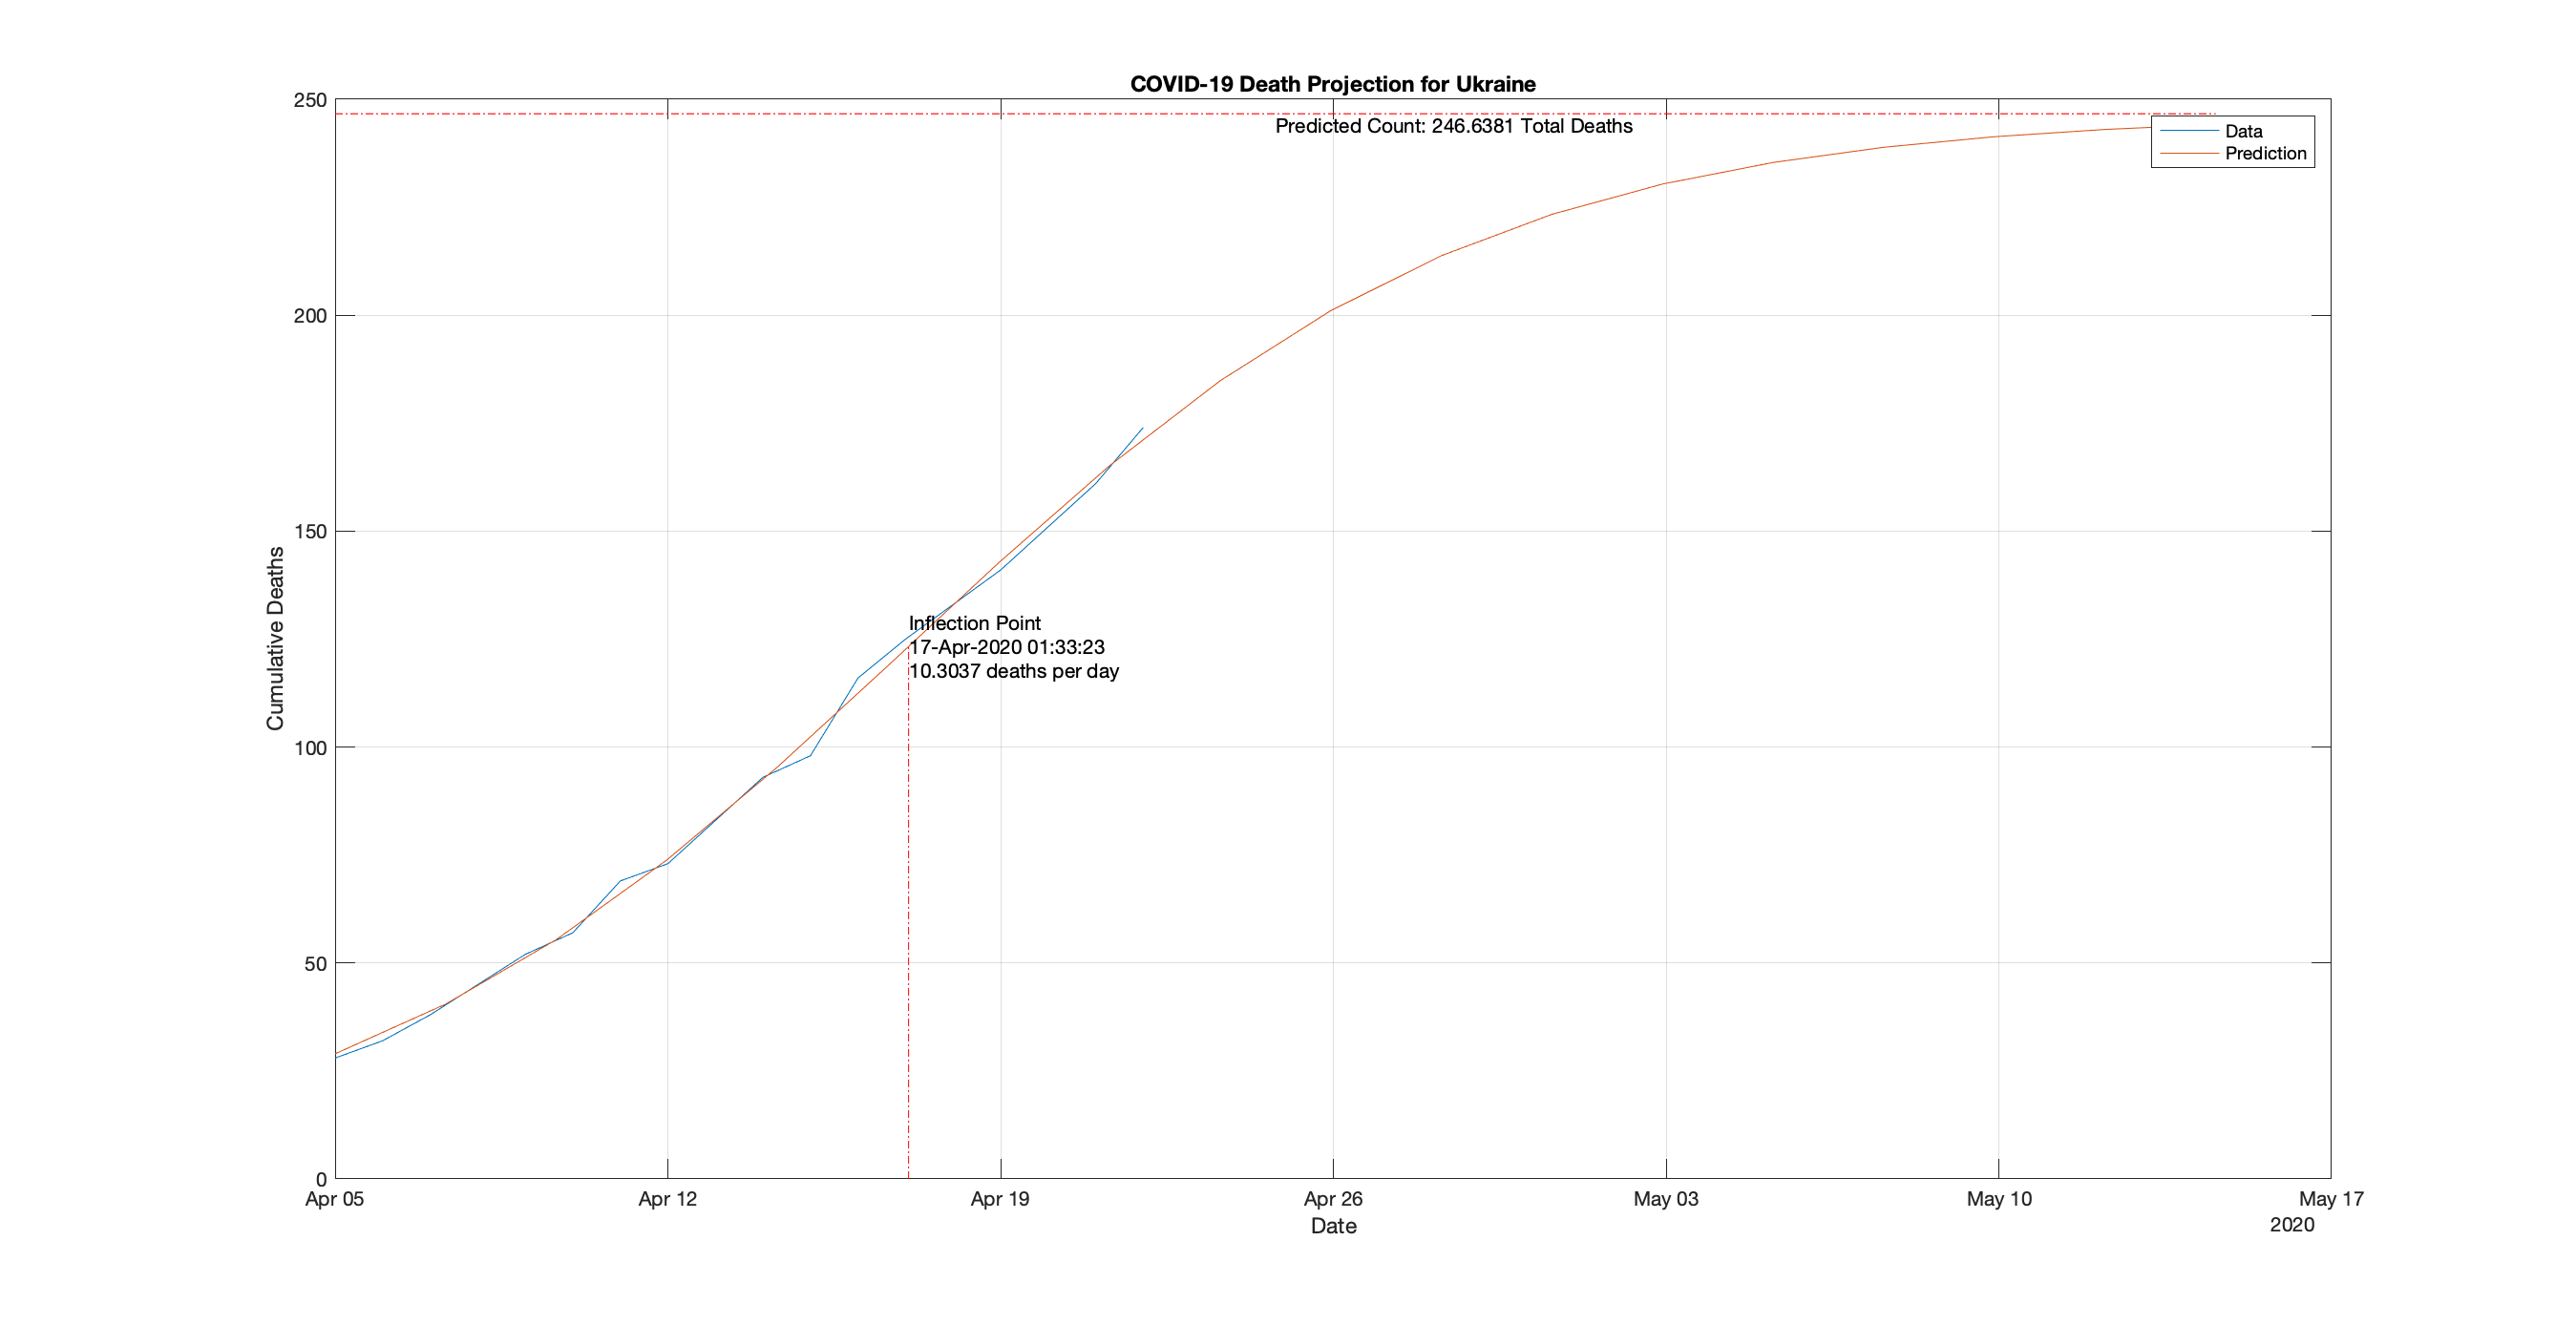 COVID-19 Death Projection for Ukraine
250
200
150
100
50
0
Cumulative Deaths
Predicted Count: 246.6381 Total Deaths
Data
Prediction
Inflection Point
17-Apr-2020 01:33:23
10.3037 deaths per day
Apr 05
Apr 12
Apr 19
Apr 26
May 03
May 10
May 17
Date
2020